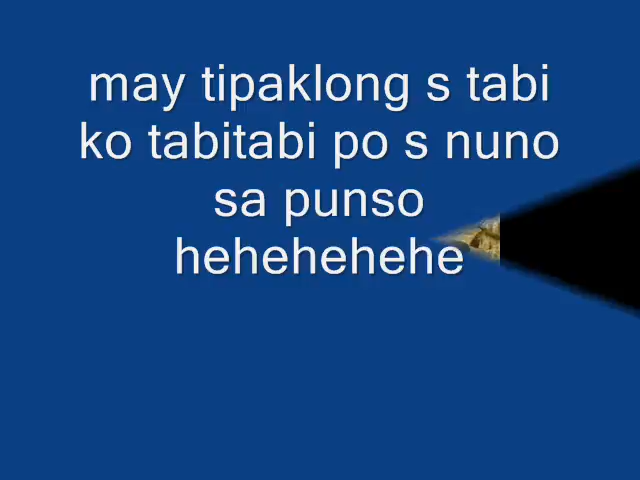 may tipaklong s tabi
ko tabitabi po s nuno
sa punso
hehehehehe